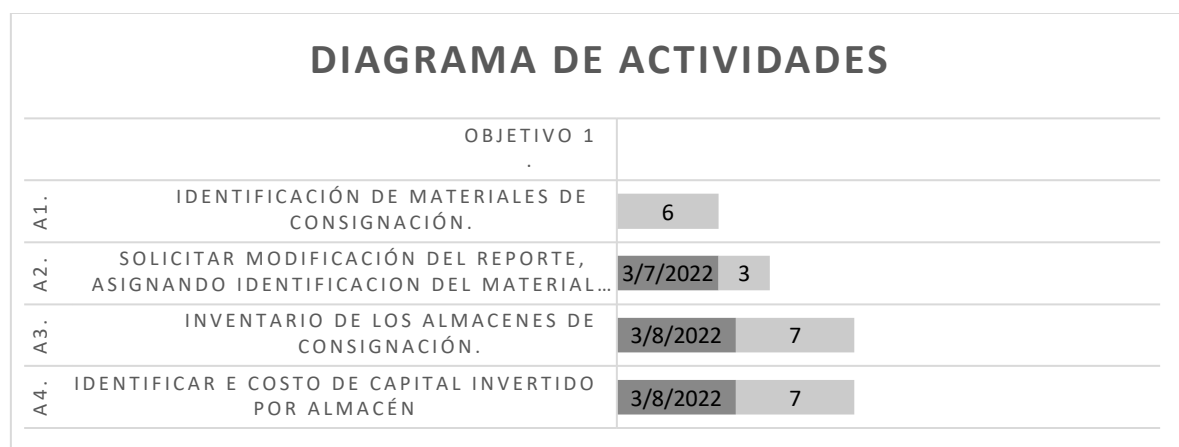 DIAGRAMA DE ACTIVIDADES
OBJETIVO 1
.
A1.
IDENTIFICACIÓN DE MATERIALES DE
CONSIGNACIÓN.
6
A2.
SOLICITAR MODIFICACIÓN DEL REPORTE,
ASIGNANDO IDENTIFICACION DEL MATERIAL…
3/7/2022 3
A3.
INVENTARIO DE LOS ALMACENES DE
CONSIGNACIÓN.
3/8/2022 7
A4.
IDENTIFICAR E COSTO DE CAPITAL INVERTIDO
POR ALMACÉN
3/8/2022 7